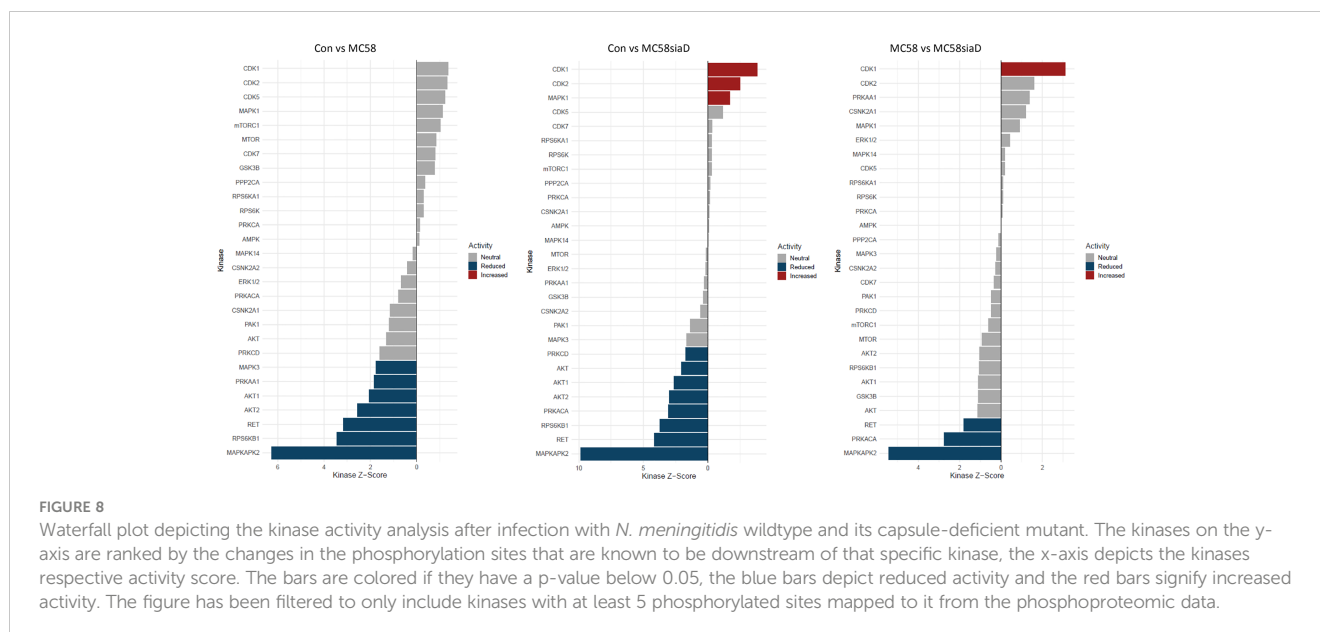 Con vs MC58
CDK1
CDK2
CDK5
MAPK1
mTORC1
MTOR
CDK7
GSK3B
PPP2CA
RPS6KA1
RPS6K
PRKCA
AMPK
MAPK14
CSNK2A2
ERK1/2
PRKACA
CSNK2A1
PAK1
AKT
PRKCD
MAPK3
PRKAA1
AKT1
AKT2
RET
RPS6KB1
MAPKAPK2
Kinase
6 4 2 0
Kinase Z-Score
Activity
Neutral
Reduced
Increased
Con vs MC58siaD
CDK1
CDK2
MAPK1
CDK5
CDK7
RPS6KA1
RPS6K
mTORC1
PPP2CA
PRKCA
CSNK2A1
AMPK
MAPK14
MTOR
ERK1/2
PRKAA1
GSK3B
CSNK2A2
PAK1
MAPK3
PRKCD
AKT
AKT1
AKT2
PRKACA
RPS6KB1
RET
MAPKAPK2
Kinase
10 5 0
Kinase Z-Score
Activity
Neutral
Reduced
Increased
MC58 vs MC58siaD
CDK1
CDK2
PRKAA1
CSNK2A1
MAPK1
ERK1/2
MAPK14
CDK5
RPS6KA1
RPS6K
PRKCA
AMPK
PPP2CA
MAPK3
CSNK2A2
CDK7
PAK1
PRKCD
mTORC1
MTOR
AKT2
RPS6KB1
AKT1
GSK3B
AKT
RET
PRKACA
MAPKAPK2
Kinase
4 2 0 2
Kinase Z-Score
Activity
Neutral
Reduced
Increased
FIGURE 8
Waterfall plot depicting the kinase activity analysis after infection with N. meningitidis wildtype and its capsule-deficient mutant. The kinases on the y-
axis are ranked by the changes in the phosphorylation sites that are known to be downstream of that specific kinase, the x-axis depicts the kinases
respective activity score. The bars are colored if they have a p-value below 0.05, the blue bars depict reduced activity and the red bars signify increased
activity. The figure has been filtered to only include kinases with at least 5 phosphorylated sites mapped to it from the phosphoproteomic data.